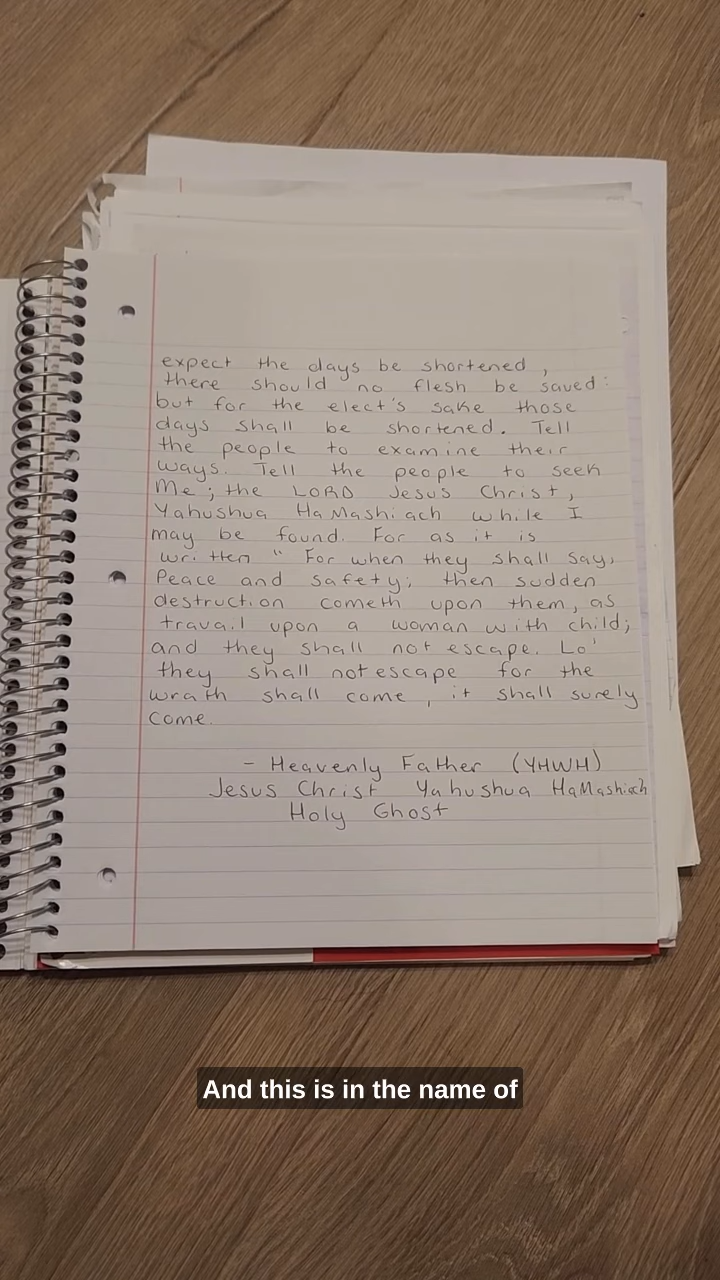 expect the days be shortened,
there should no flesh be saved:
but for the elect's sake those
days shall be shortened. Tell
the people to examine their
ways. Tell the people to seek
Me; the LORD Jesus Christ,
Yahushua HaMashiach while I
may be found. For as it is
written " For when they shall say,
Peace and safety; then sudden
destruction cometh upon them, as
travail upon a woman with child;
and they shall not escape. Lo'
they shall not escape for the
wrath shall come, it shall surely
come.
- Heavenly Father (YHWH)
Jesus Christ Yahushua HaMashiach
Holy Ghost
And this is in the name of